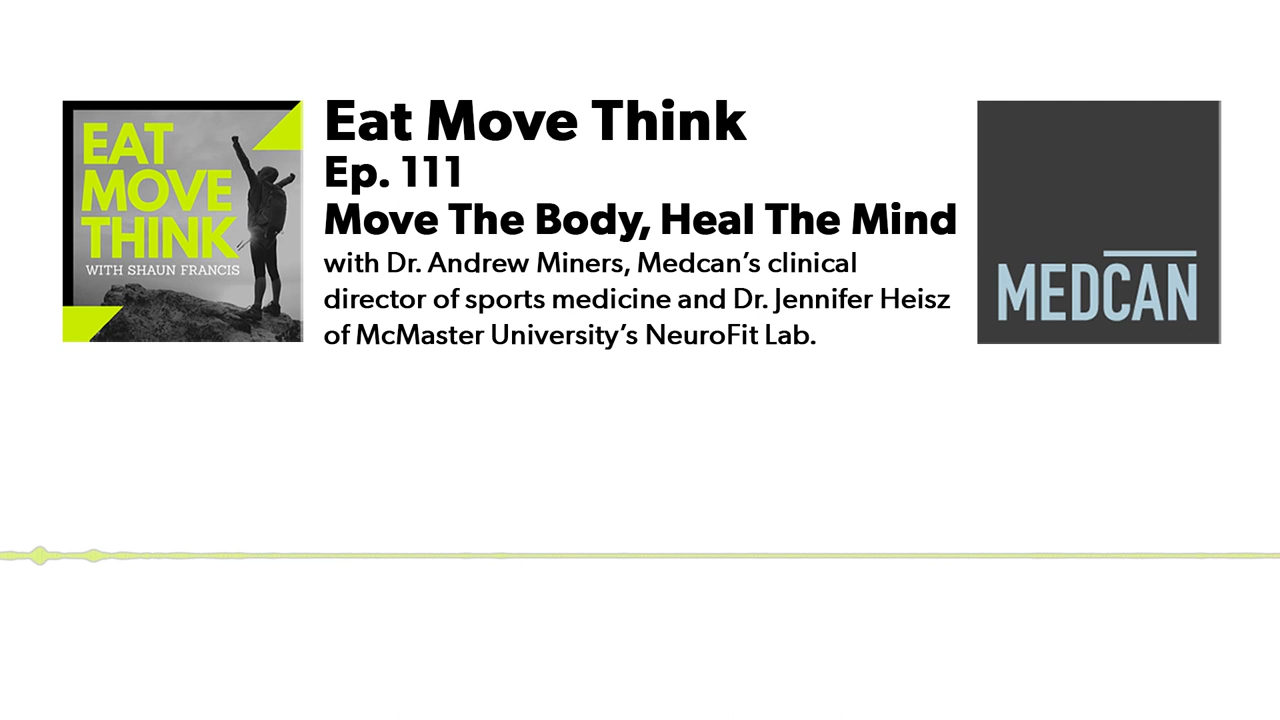 EAT
MOVE
THINK
WITH SHAUN FRANCIS
Eat Move Think
Ep. 111
Move The Body, Heal The Mind
with Dr. Andrew Miners, Medcan’s clinical
director of sports medicine and Dr. Jennifer Heisz
of McMaster University’s NeuroFit Lab.
MEDCAN